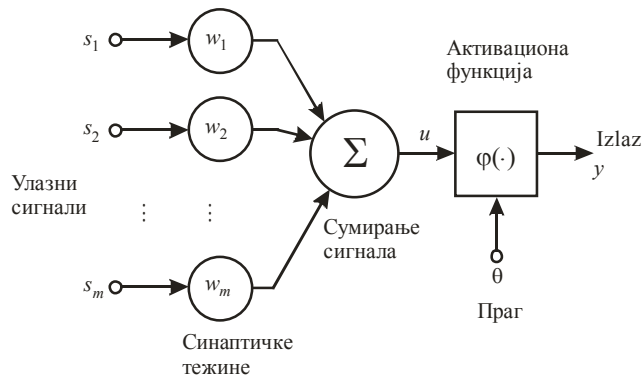 s1
w1
Активациона
функција
s2
w2
Σ
u
φ(·)
Izlaz
y
Улазни
сигнали
⋮ ⋮
Сумирање
сигнала
sm
wm
θ
Праг
Синаптичке
тежине